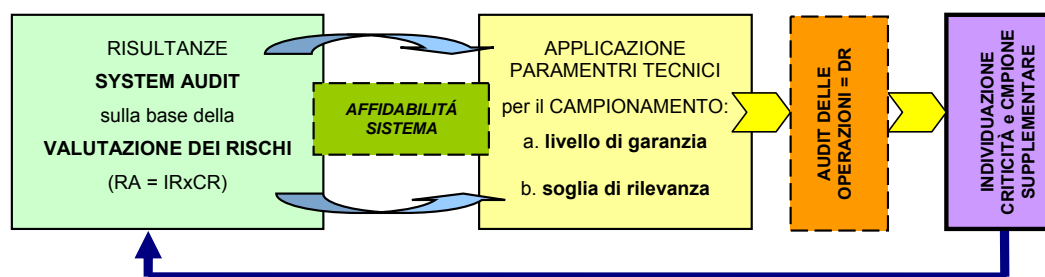 RISULTANZE
SYSTEM AUDIT
sulla base della
VALUTAZIONE DEI RISCHI
(RA = IRxCR)
AFFIDABILITÁ
SISTEMA
APPLICAZIONE
PARAMENTRI TECNICI
per il CAMPIONAMENTO:
a. livello di garanzia
b. soglia di rilevanza
AUDIT DELLE
OPERAZIONI = DR
INDIVIDUAZIONE
CRITICITÀ e CMPIONE
SUPPLEMENTARE